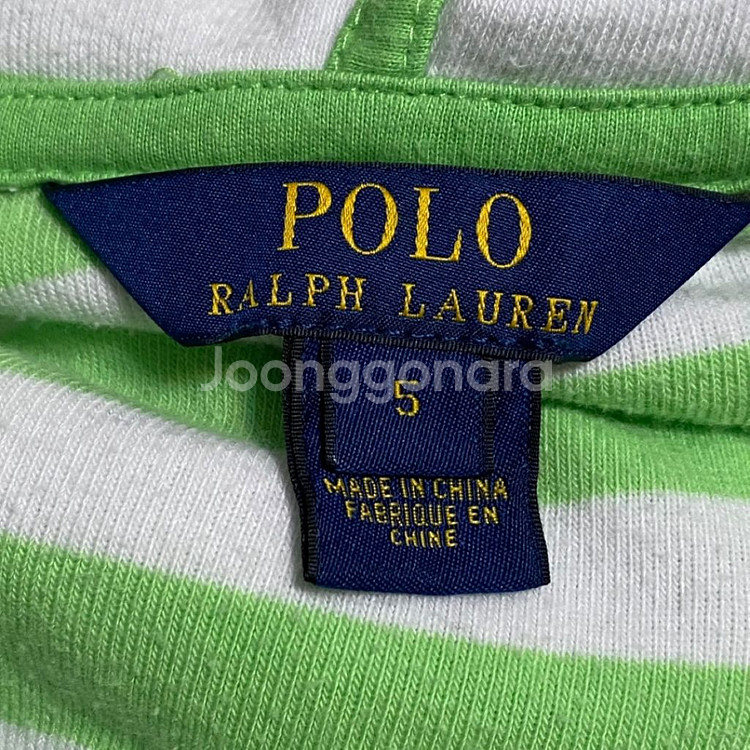 POLO
RALPH LAUREN
Joonggonara
5
MADE IN CHINA
FABRIQUE EN
CHINE